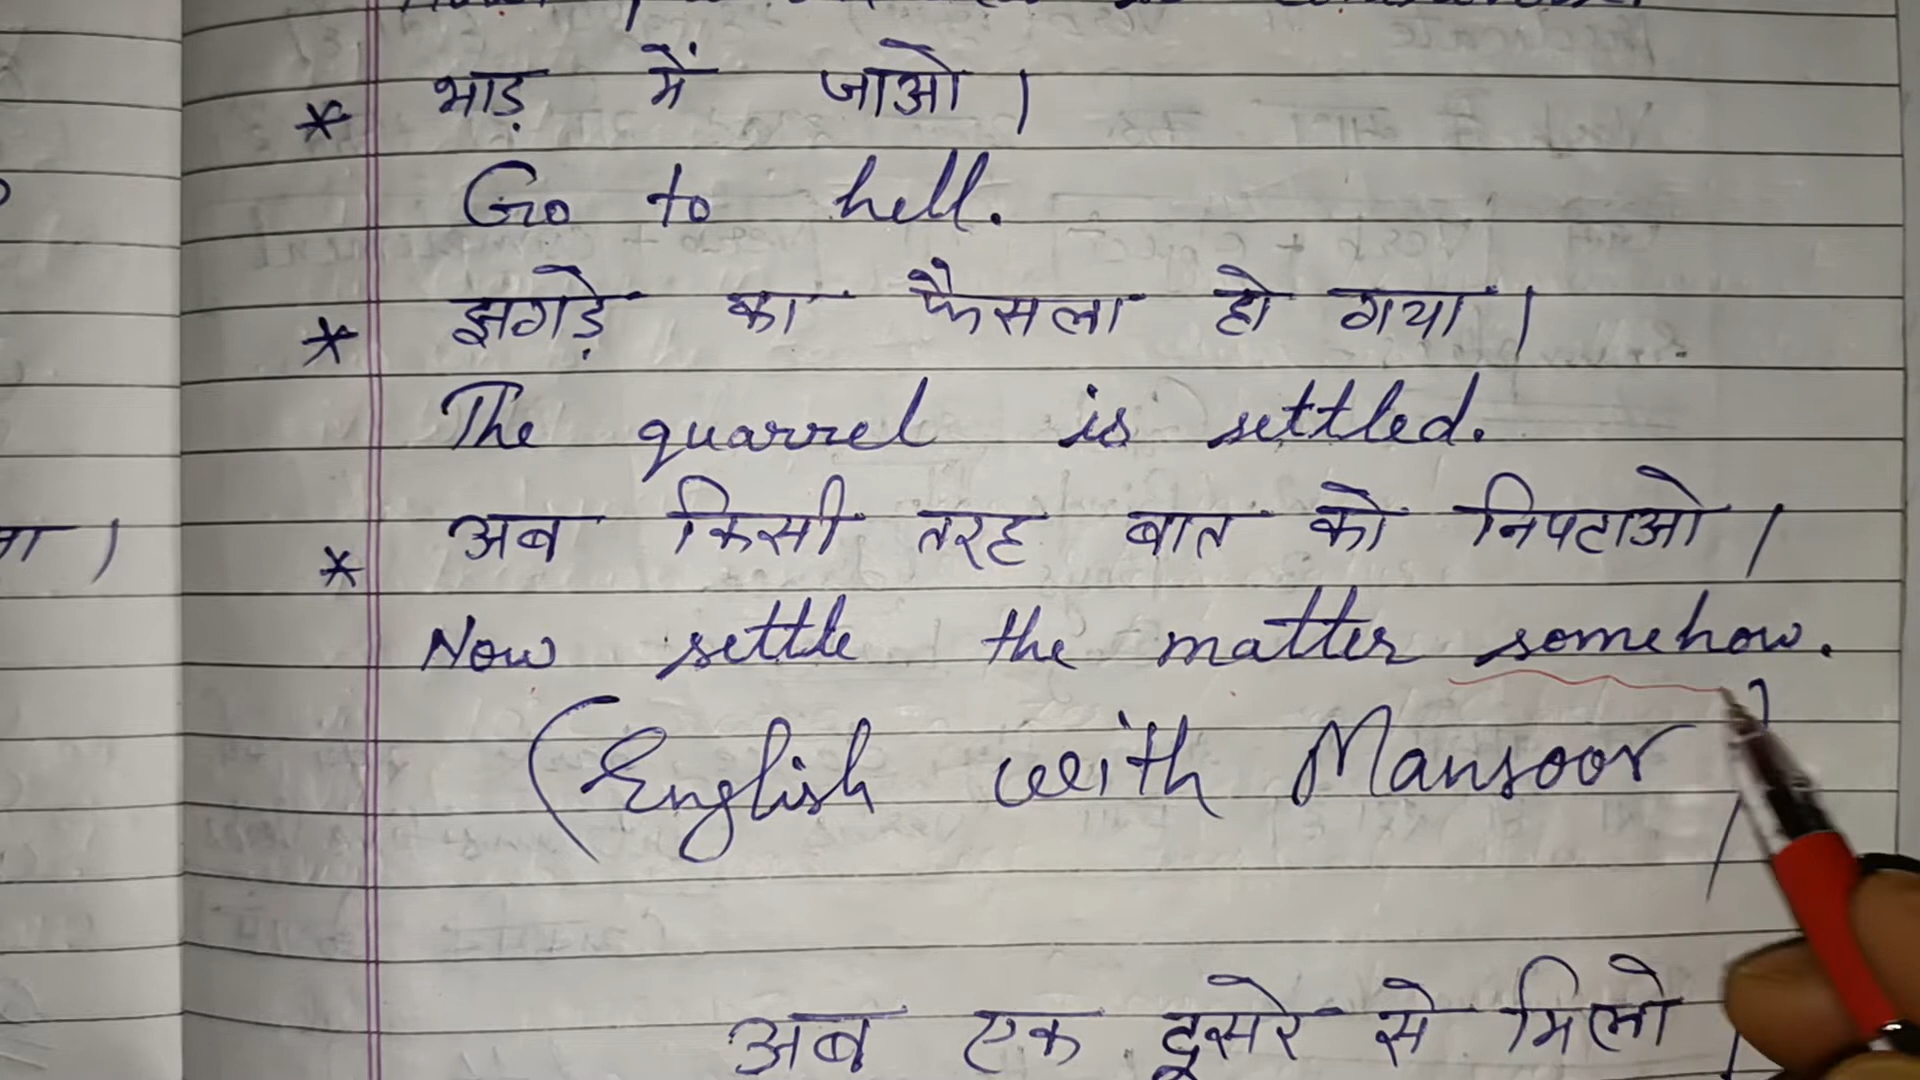 भाड़ में जाओ।
Go to hell.
झगड़े का फैसला हो गया।
The quarrel is settled.
अब किसी तरह बात को निपटाओ।
Now settle the matter somehow.
(English with Mansoor)
अब एक दूसरे से मिलो।